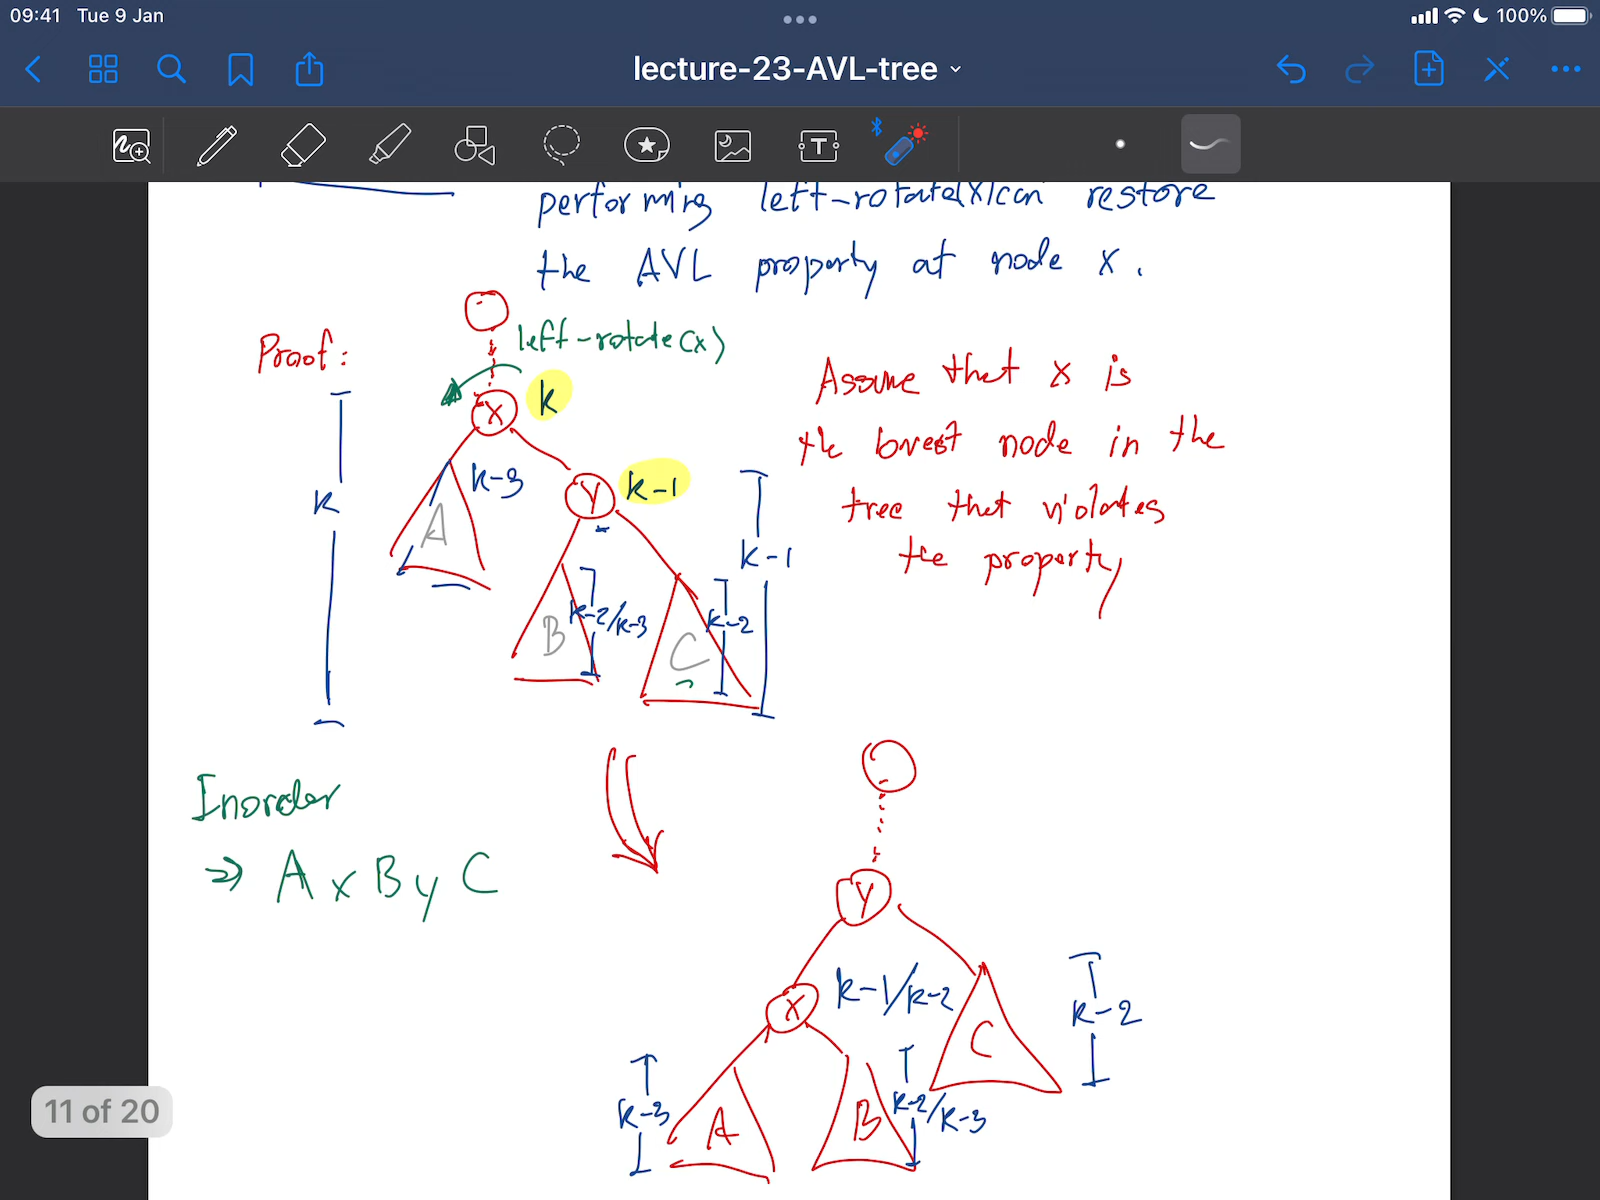 09:41 Tue 9 Jan
100%
lecture-23-AVL-tree
T
performing left-rotate(x) can restore
the AVL property at node x.
Proof:
left-rotate(x)
x k
k-3
A
y k-1
k
k-1
B k-2/k-3
C k-2
Assume that x is
the lowest node in the
tree that violates
the property
Inorder
⇒ A x B y C
y
x k-1/k-2
C k-2
k-3 A
B k-2/k-3
11 of 20